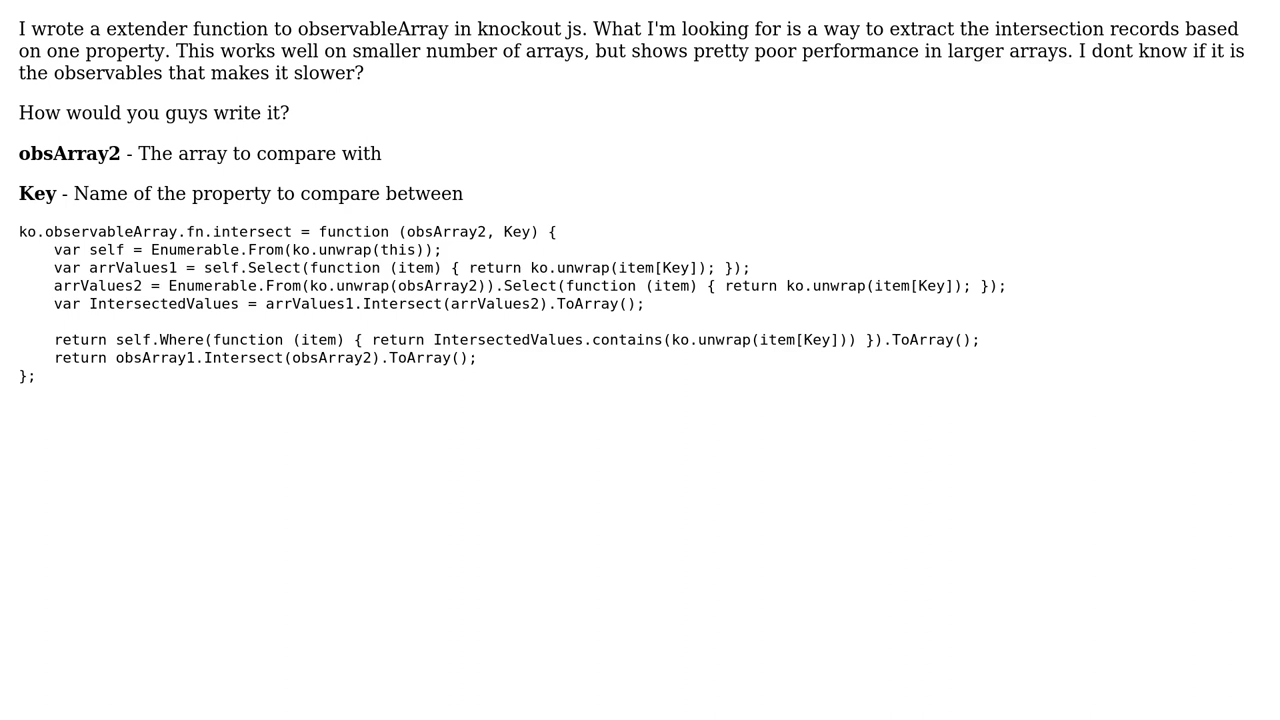 I wrote a extender function to observableArray in knockout js. What I'm looking for is a way to extract the intersection records based
on one property. This works well on smaller number of arrays, but shows pretty poor performance in larger arrays. I dont know if it is
the observables that makes it slower?
How would you guys write it?
obsArray2 - The array to compare with
Key - Name of the property to compare between
ko.observableArray.fn.intersect = function (obsArray2, Key) {
    var self = Enumerable.From(ko.unwrap(this));
    var arrValues1 = self.Select(function (item) { return ko.unwrap(item[Key]); });
    arrValues2 = Enumerable.From(ko.unwrap(obsArray2)).Select(function (item) { return ko.unwrap(item[Key]); });
    var IntersectedValues = arrValues1.Intersect(arrValues2).ToArray();
    return self.Where(function (item) { return IntersectedValues.contains(ko.unwrap(item[Key])) }).ToArray();
    return obsArray1.Intersect(obsArray2).ToArray();
};